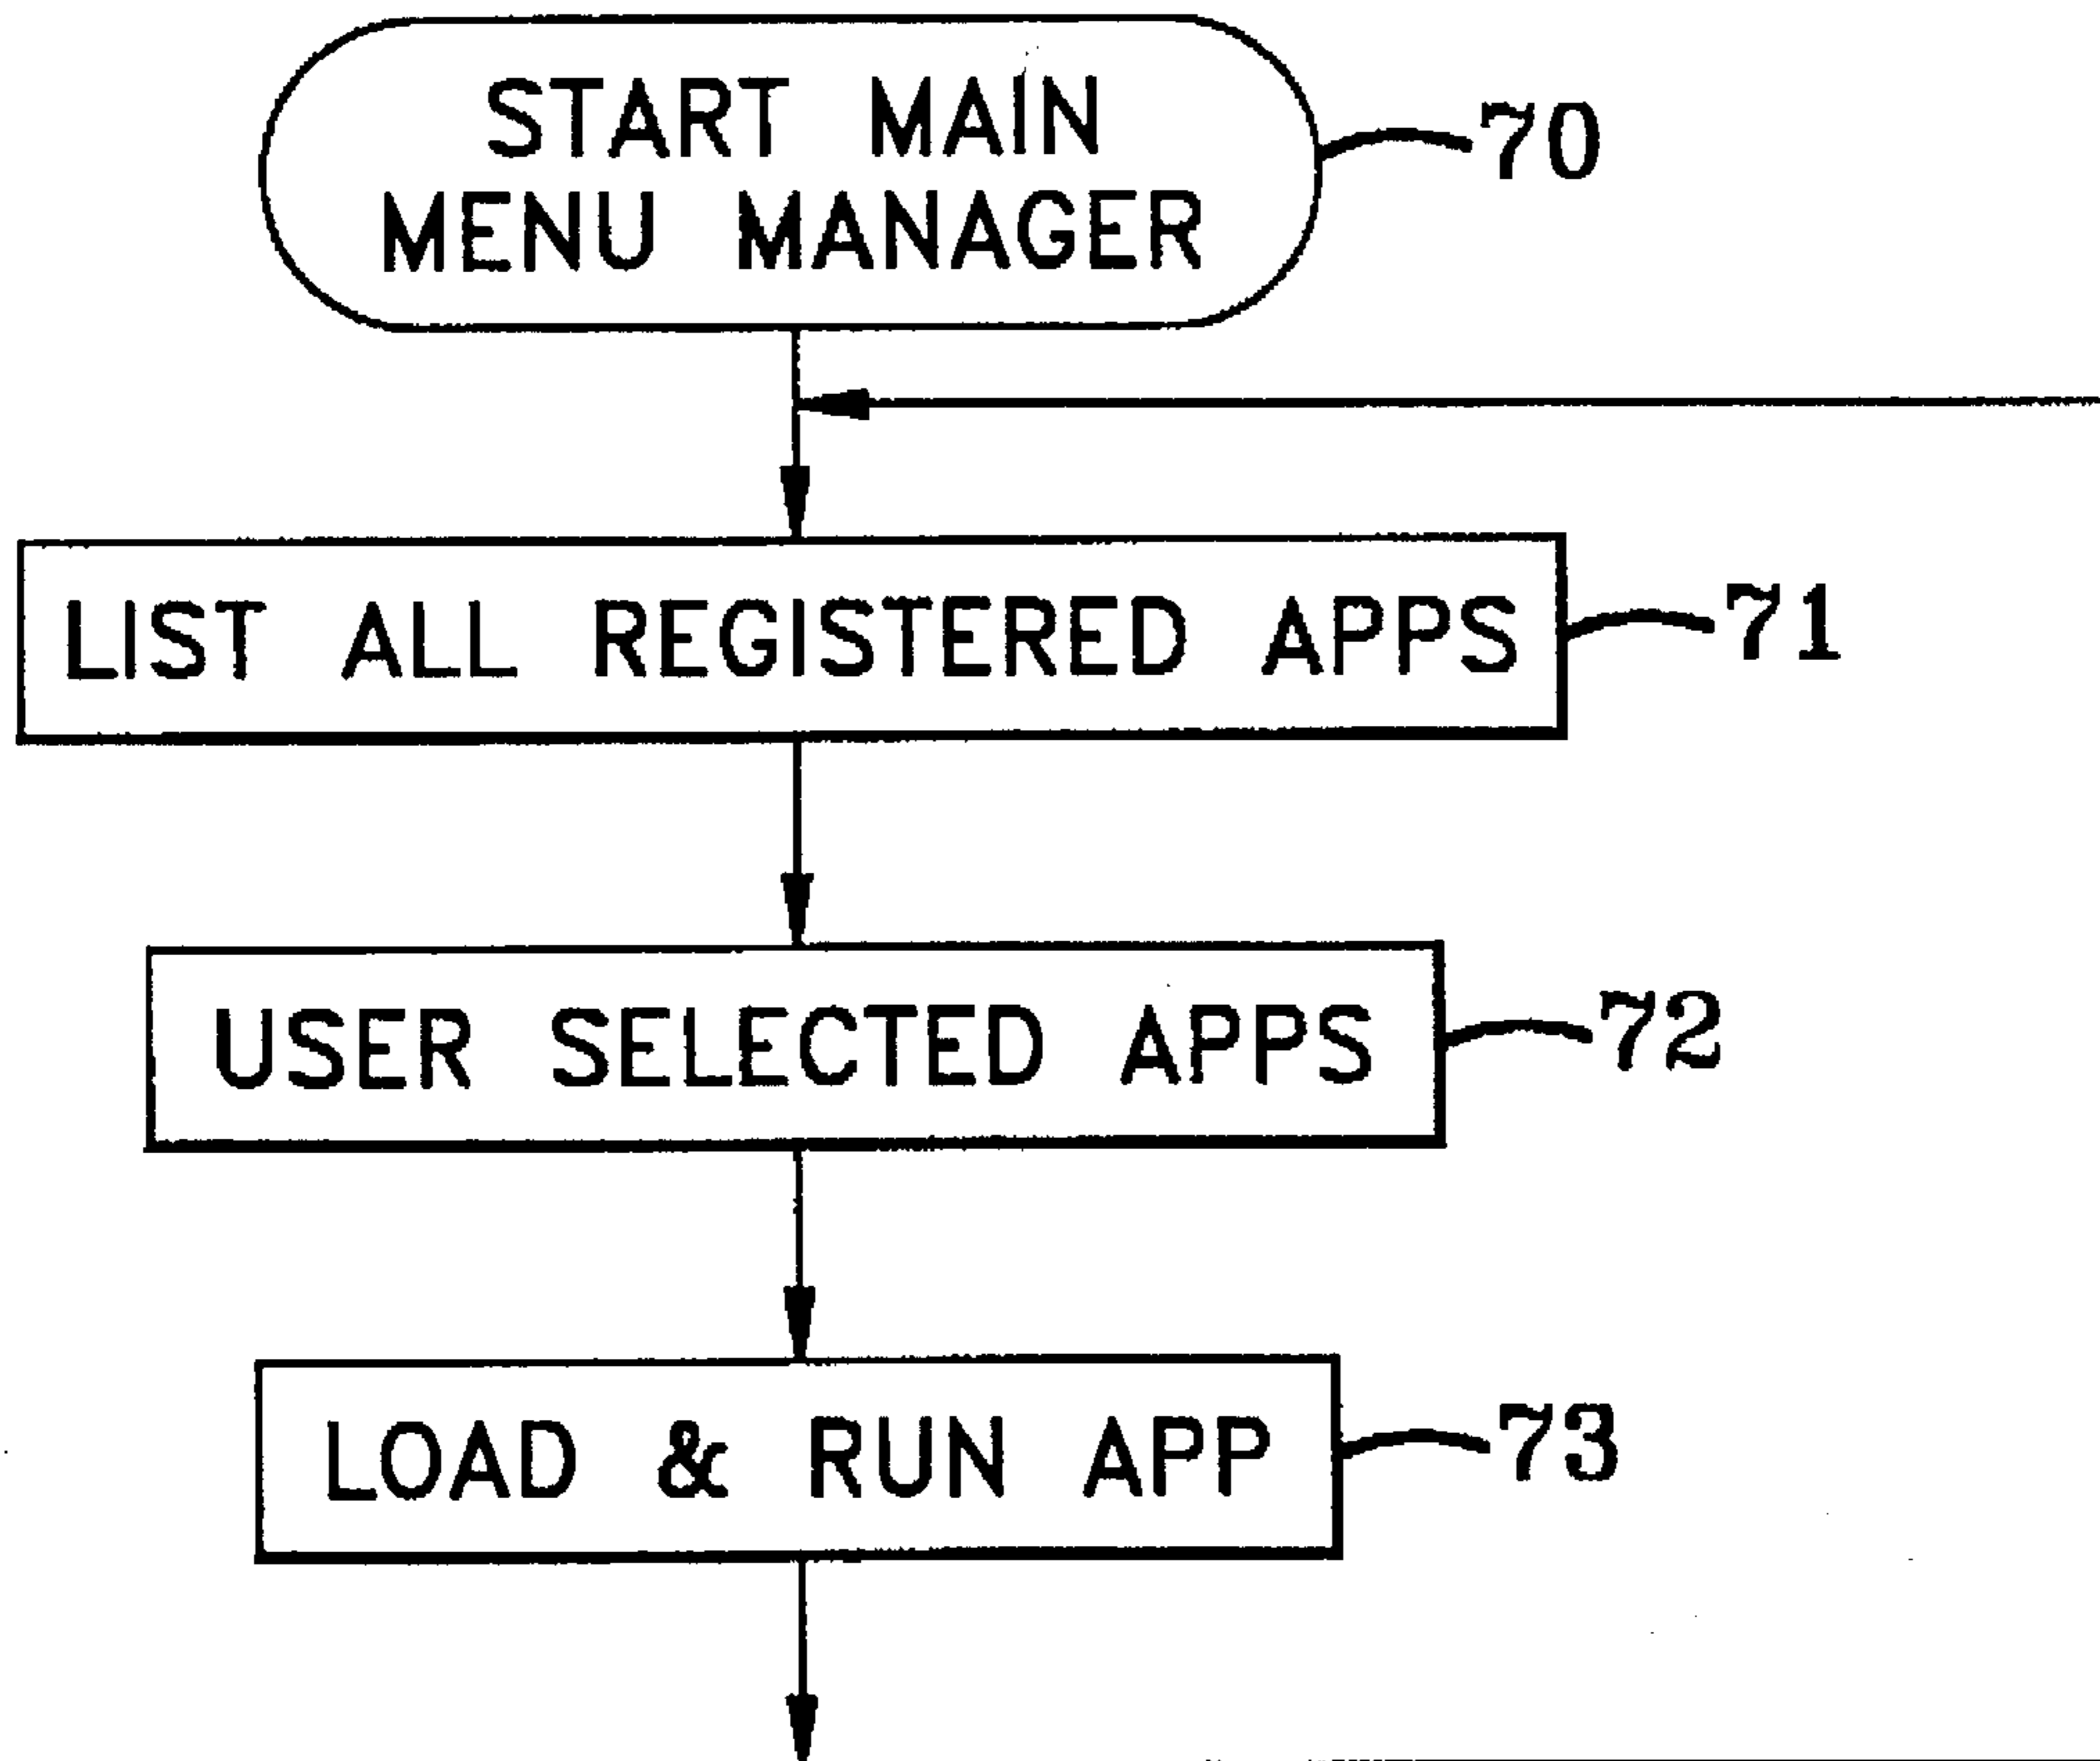 START MAIN
MENU MANAGER
70
LIST ALL REGISTERED APPS
71
USER SELECTED APPS
72
LOAD & RUN APP
73